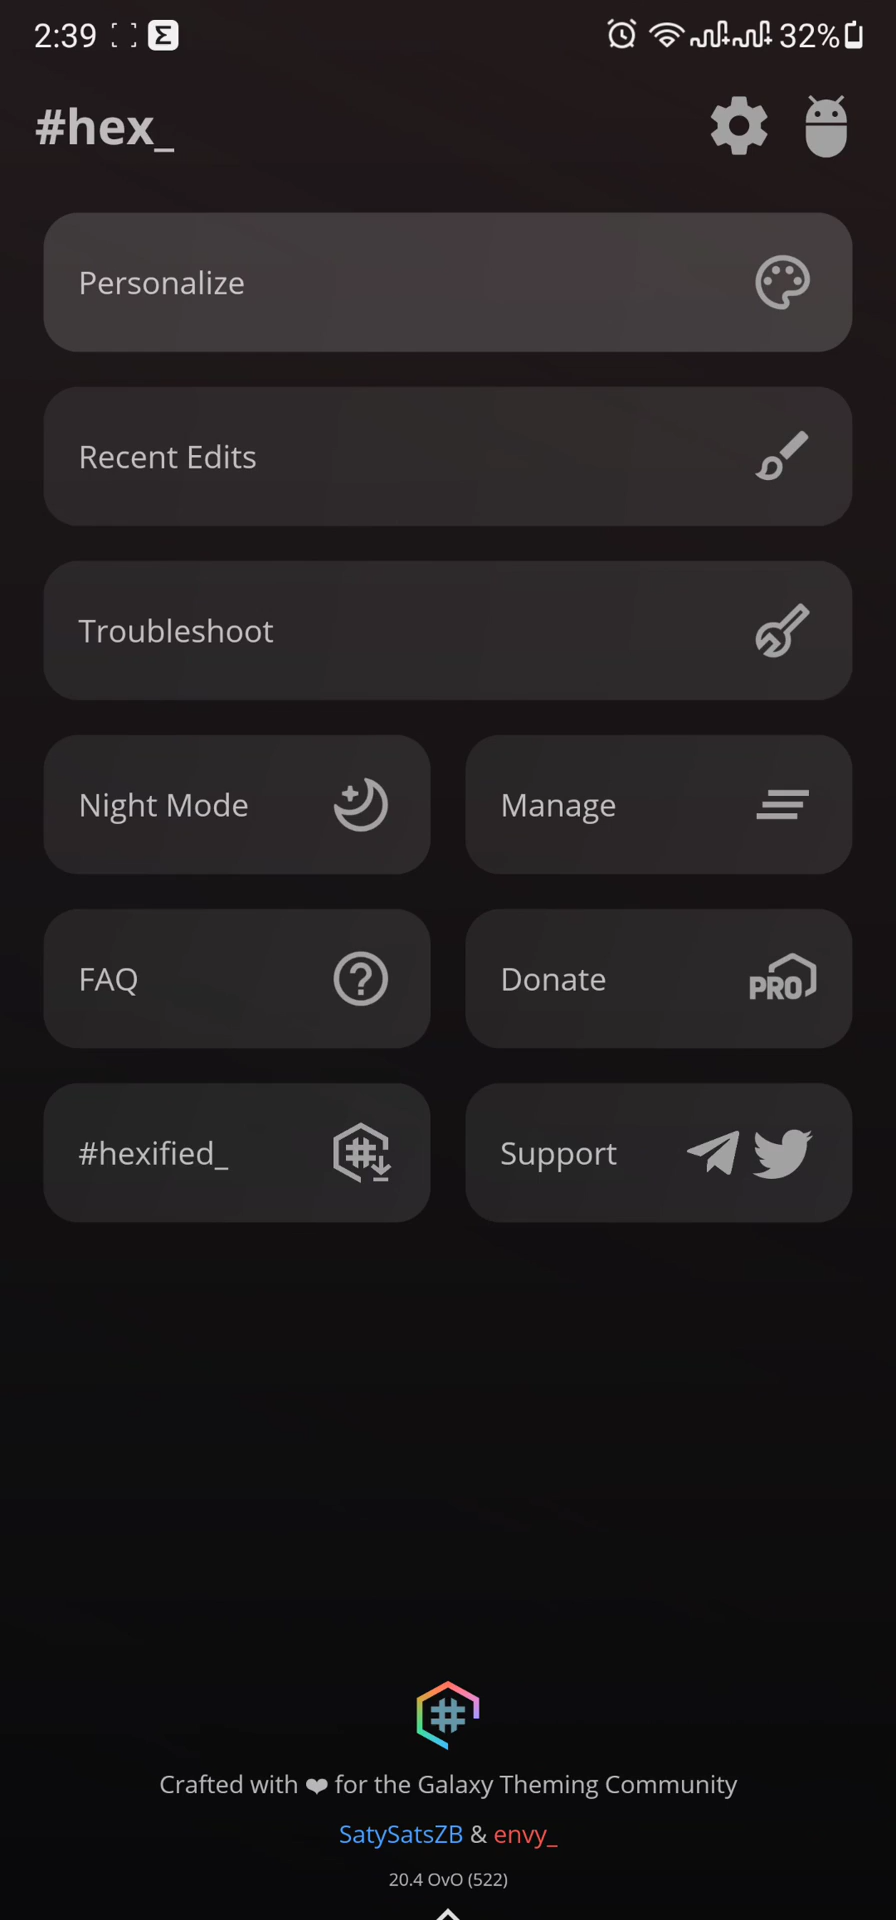 2:39 32%
#hex_
Personalize
Recent Edits
Troubleshoot
Night Mode
Manage
FAQ
Donate
PRO
#hexified_
Support
Crafted with ❤ for the Galaxy Theming Community
SatySatsZB & envy_
20.4 OvO (522)